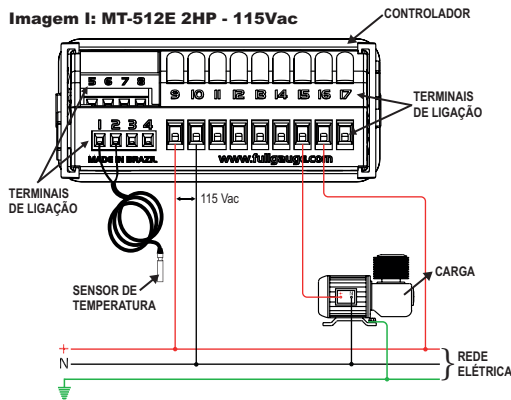 Imagem I: MT-512E 2HP - 115Vac
CONTROLADOR
5 6 7 8
9 10 11 12 13 14 15 16 17
TERMINAIS
DE LIGAÇÃO
1 2 3 4
MADE IN BRAZIL
www.fullgauge.com
TERMINAIS
DE LIGAÇÃO
115 Vac
SENSOR DE
TEMPERATURA
CARGA
+
N
REDE
ELÉTRICA